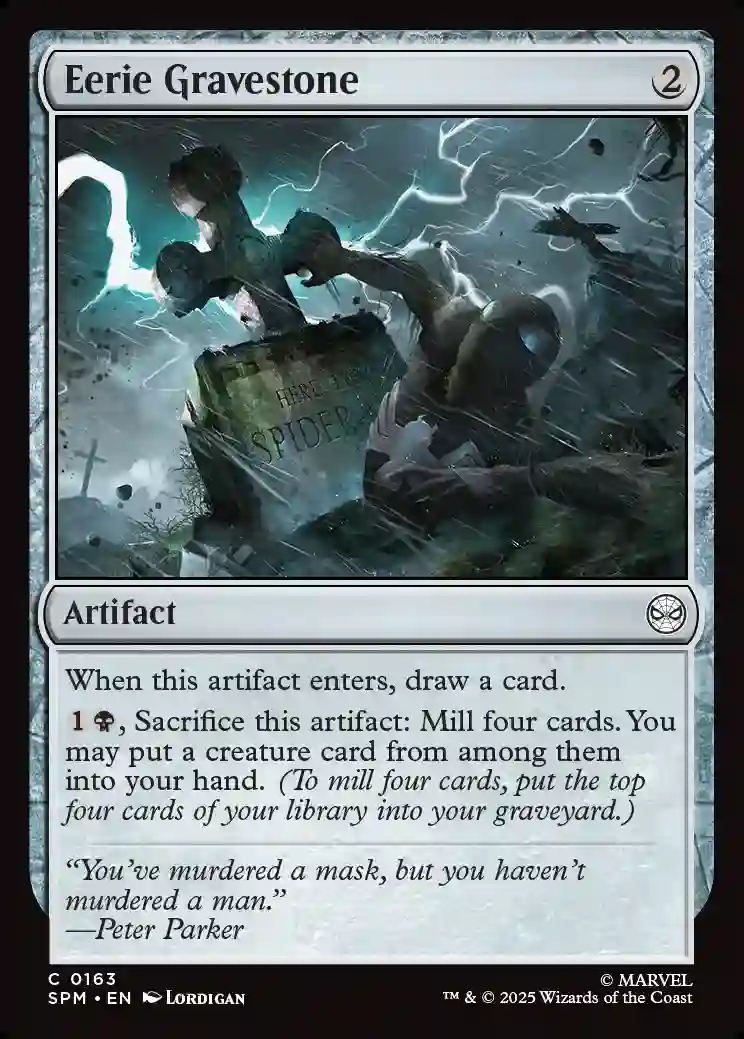 Eerie Gravestone
2
HERE
SPIDER
Artifact
When this artifact enters, draw a card.
1 , Sacrifice this artifact: Mill four cards. You
may put a creature card from among them
into your hand. (To mill four cards, put the top
four cards of your library into your graveyard.)
“You’ve murdered a mask, but you haven’t
murdered a man.”
—Peter Parker
C 0163
SPM • EN LORDIGAN
© MARVEL
™ & © 2025 Wizards of the Coast